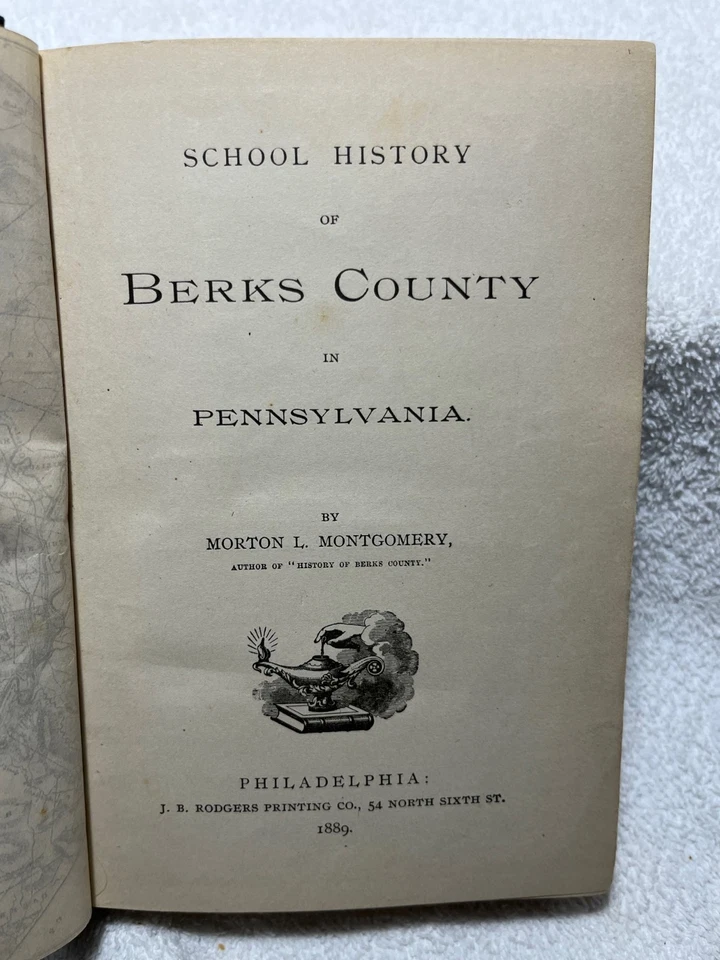 SCHOOL HISTORY
OF
BERKS COUNTY
IN
PENNSYLVANIA.
BY
MORTON L. MONTGOMERY,
AUTHOR OF "HISTORY OF BERKS COUNTY."
PHILADELPHIA:
J. B. RODGERS PRINTING CO., 54 NORTH SIXTH ST.
1889.